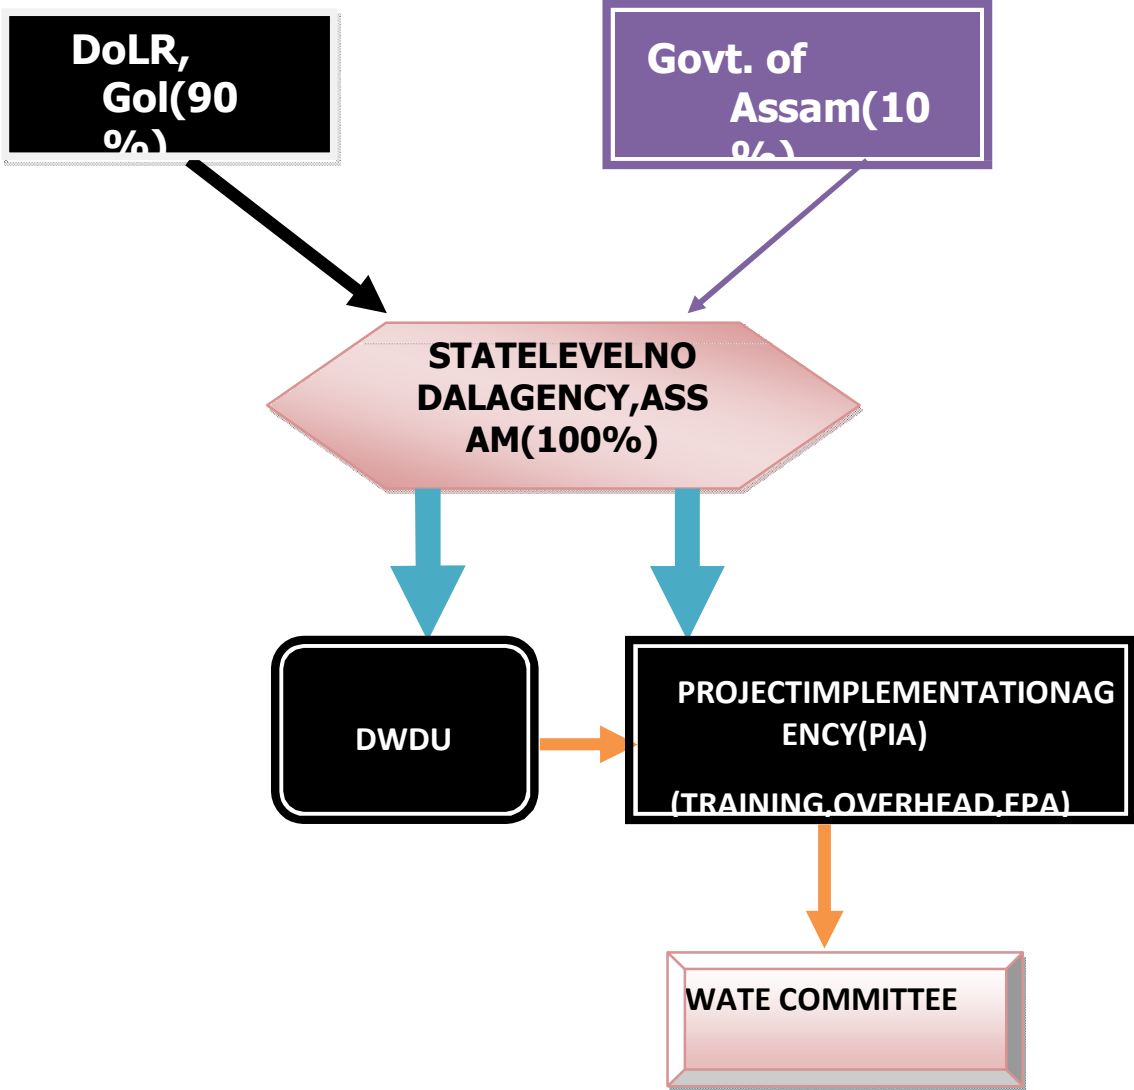 DoLR,
GoI(90
%)
Govt. of
Assam(10
%)
STATELEVELNO
DALAGENCY,ASS
AM(100%)
DWDU
PROJECTIMPLEMENTATIONAG
ENCY(PIA)
(TRAINING,OVERHEAD,EPA)
WATE COMMITTEE